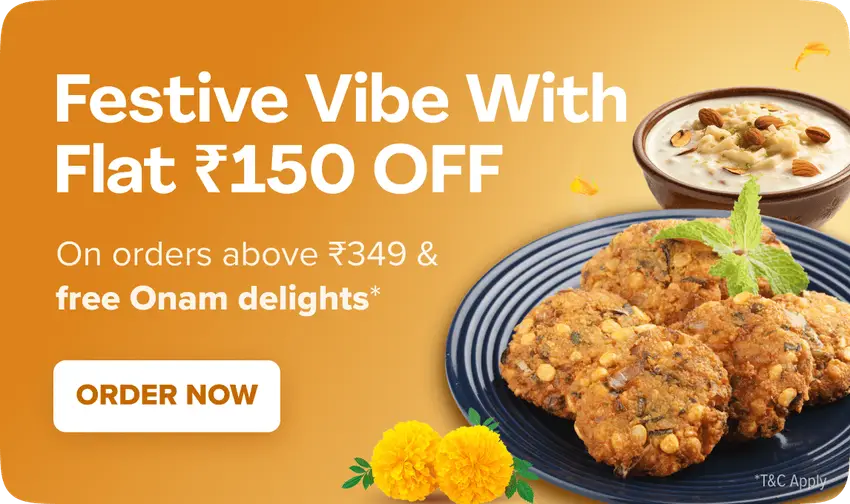 Festive Vibe With
Flat ₹150 OFF
On orders above ₹349 &
free Onam delights*
ORDER NOW
*T&C Apply